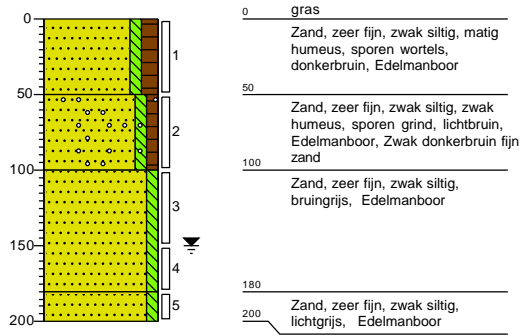 0
50
100
150
200
1
2
3
4
5
0 gras
Zand, zeer fijn, zwak siltig, matig
humeus, sporen wortels,
donkerbruin, Edelmanboor
50
Zand, zeer fijn, zwak siltig, zwak
humeus, sporen grind, lichtbruin,
Edelmanboor, Zwak donkerbruin fijn
zand
100
Zand, zeer fijn, zwak siltig,
bruingrijs, Edelmanboor
180
Zand, zeer fijn, zwak siltig,
lichtgrijs, Edelmanboor
200